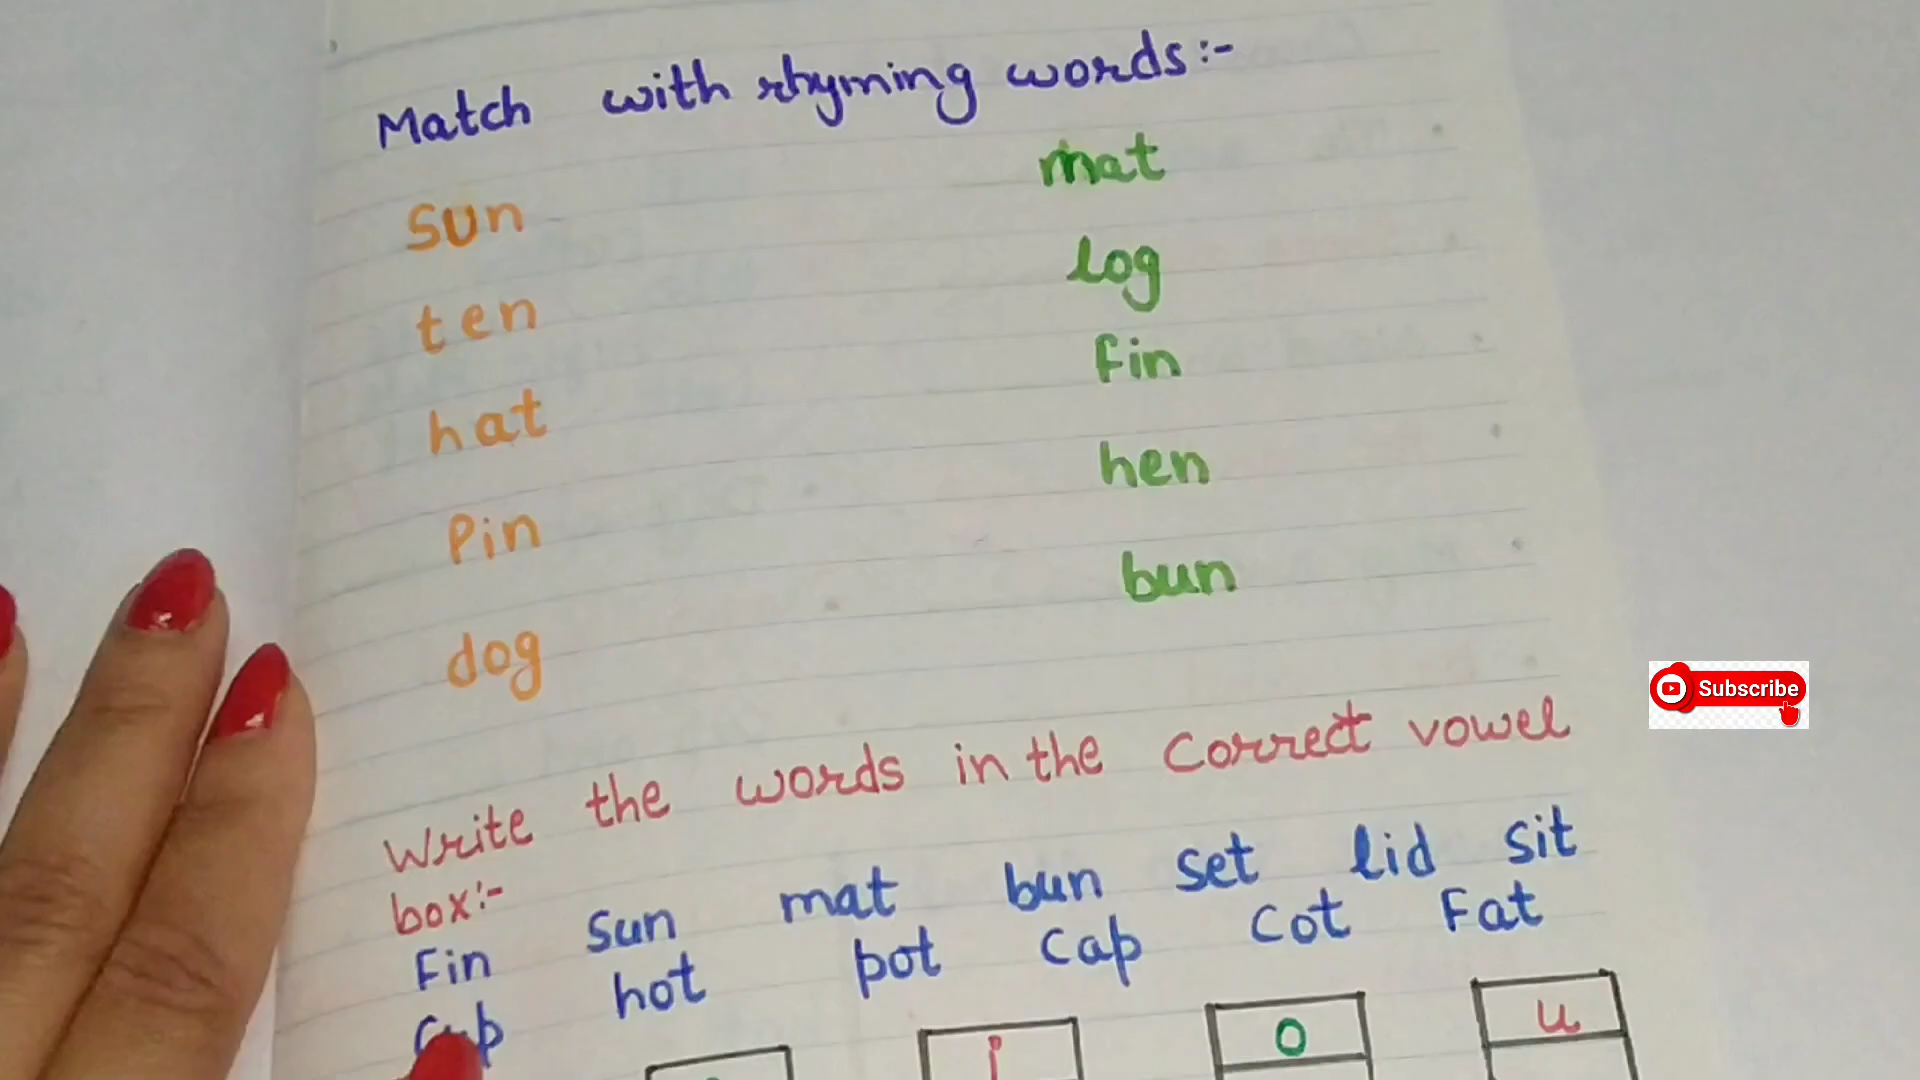 Match with rhyming words:-
sun mat
ten log
hat fin
Pin hen
dog bun
Write the words in the Correct vowel
box:-
Fin sun mat bun set lid sit
hot pot Cap Cot Fat
i o u
Subscribe